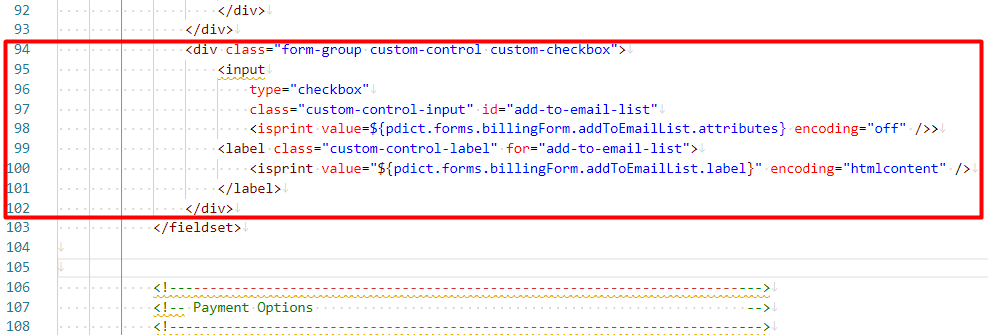 92 </div>
93 </div>
94 <div class="form-group custom-control custom-checkbox">
95 <input
96 type="checkbox"
97 class="custom-control-input" id="add-to-email-list"
98 <isprint value=${pdict.forms.billingForm.addToEmailList.attributes} encoding="off" />>
99 <label class="custom-control-label" for="add-to-email-list">
100 <isprint value="${pdict.forms.billingForm.addToEmailList.label}" encoding="htmlcontent" />
101 </label>
102 </div>
103 </fieldset>
104
105
106 <!-------------------------------------------------------------------------->
107 <!-- Payment Options -->
108 <!-------------------------------------------------------------------------->